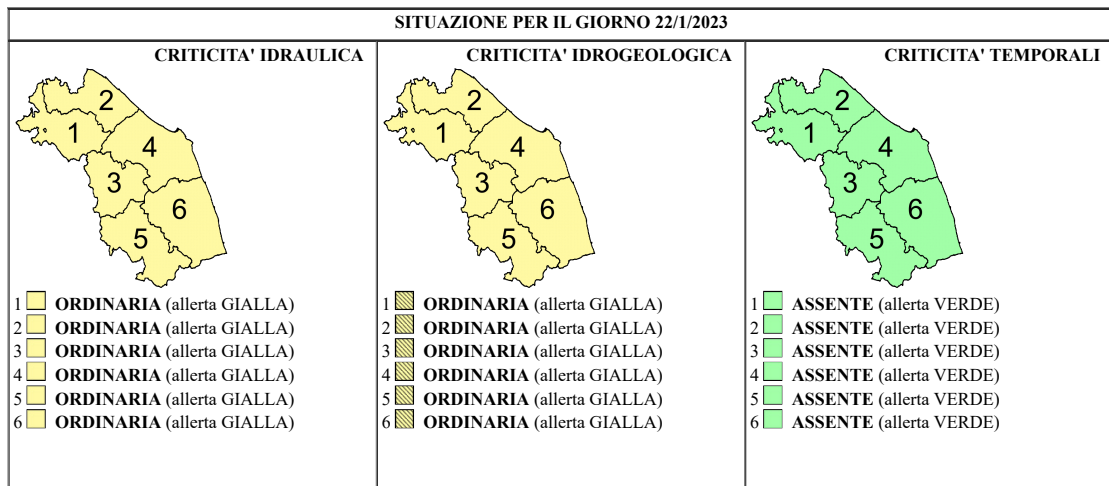 SITUAZIONE PER IL GIORNO 22/1/2023
CRITICITA' IDRAULICA
2
1
4
3
6
5
1 ORDINARIA (allerta GIALLA)
2 ORDINARIA (allerta GIALLA)
3 ORDINARIA (allerta GIALLA)
4 ORDINARIA (allerta GIALLA)
5 ORDINARIA (allerta GIALLA)
6 ORDINARIA (allerta GIALLA)
CRITICITA' IDROGEOLOGICA
2
1
4
3
6
5
1 ORDINARIA (allerta GIALLA)
2 ORDINARIA (allerta GIALLA)
3 ORDINARIA (allerta GIALLA)
4 ORDINARIA (allerta GIALLA)
5 ORDINARIA (allerta GIALLA)
6 ORDINARIA (allerta GIALLA)
CRITICITA' TEMPORALI
2
1
4
3
6
5
1 ASSENTE (allerta VERDE)
2 ASSENTE (allerta VERDE)
3 ASSENTE (allerta VERDE)
4 ASSENTE (allerta VERDE)
5 ASSENTE (allerta VERDE)
6 ASSENTE (allerta VERDE)